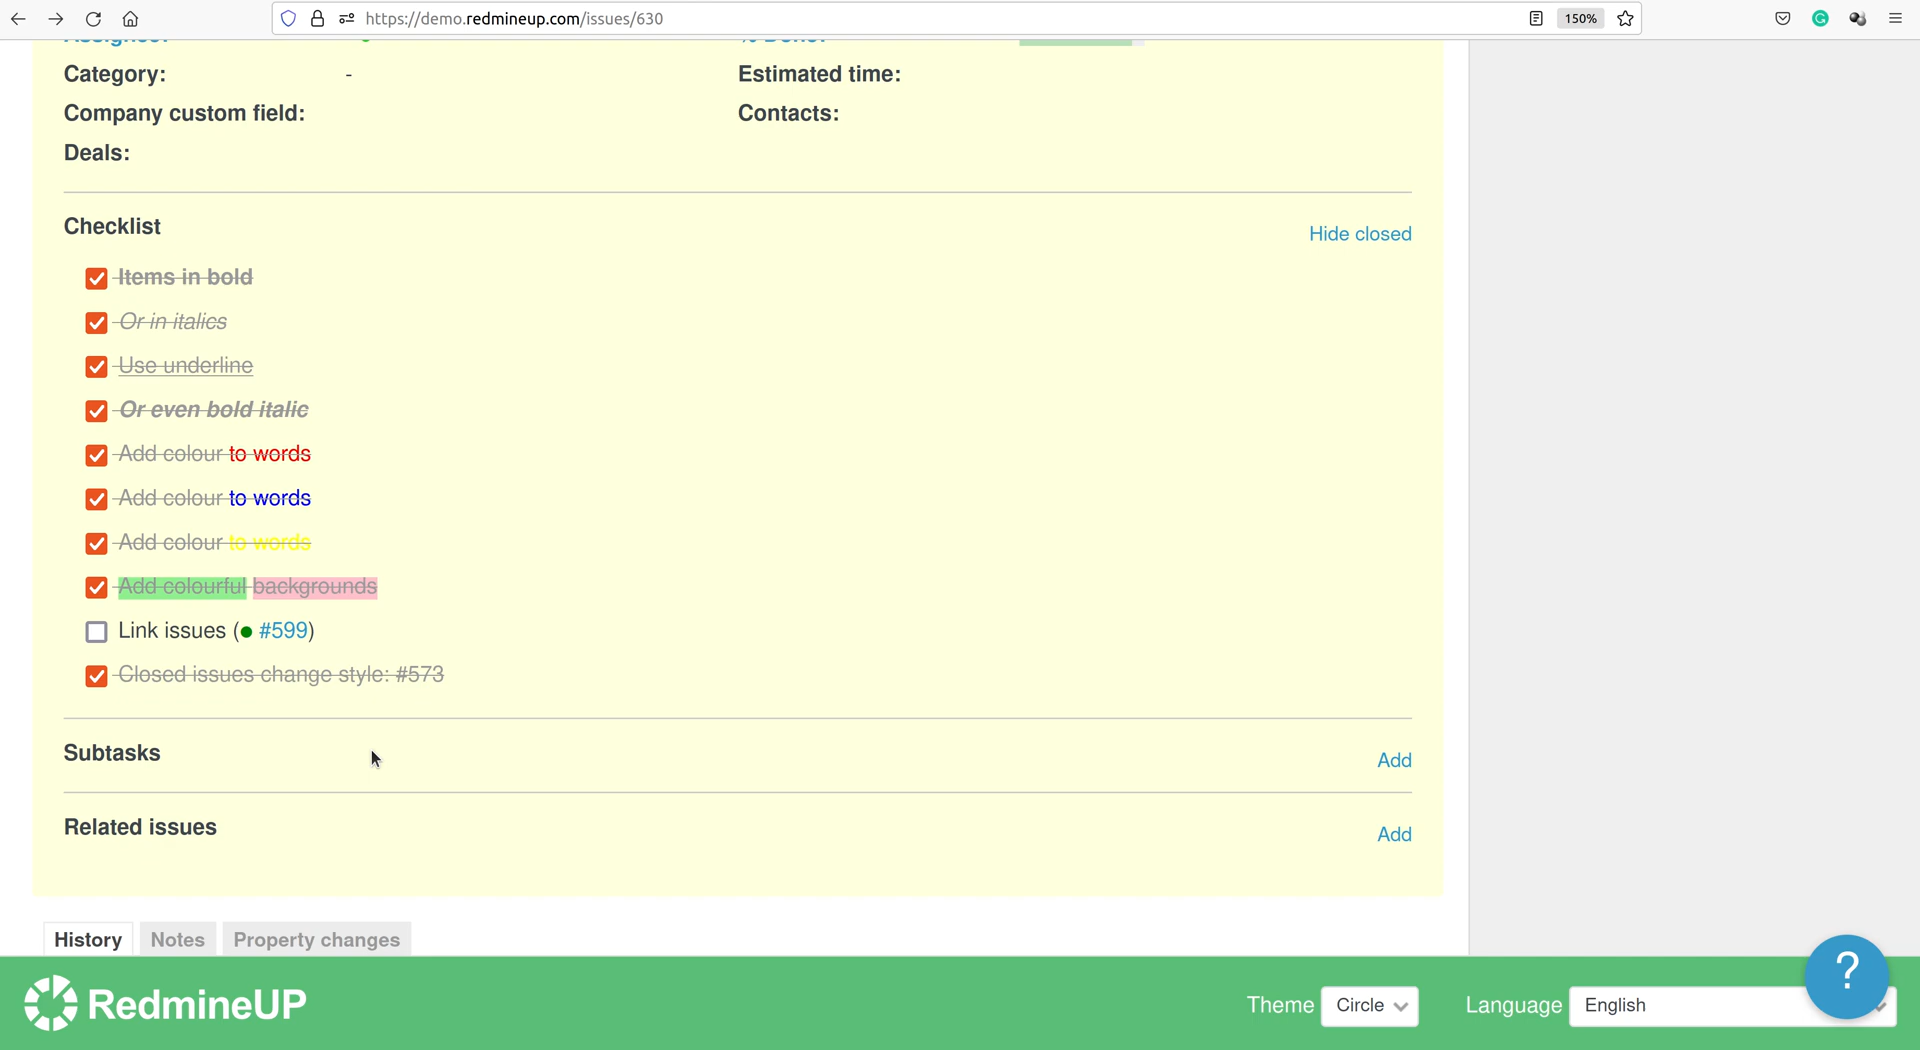 https://demo.redmineup.com/issues/630
150%
Category: -
Estimated time:
Company custom field:
Contacts:
Deals:
Checklist
Hide closed
Items in bold
Or in italics
Use underline
Or even bold italic
Add colour to words
Add colour to words
Add colour to words
Add colourful backgrounds
Link issues (● #599)
Closed issues change style: #573
Subtasks
Add
Related issues
Add
History
Notes
Property changes
?
RedmineUP
Theme
Circle
Language
English